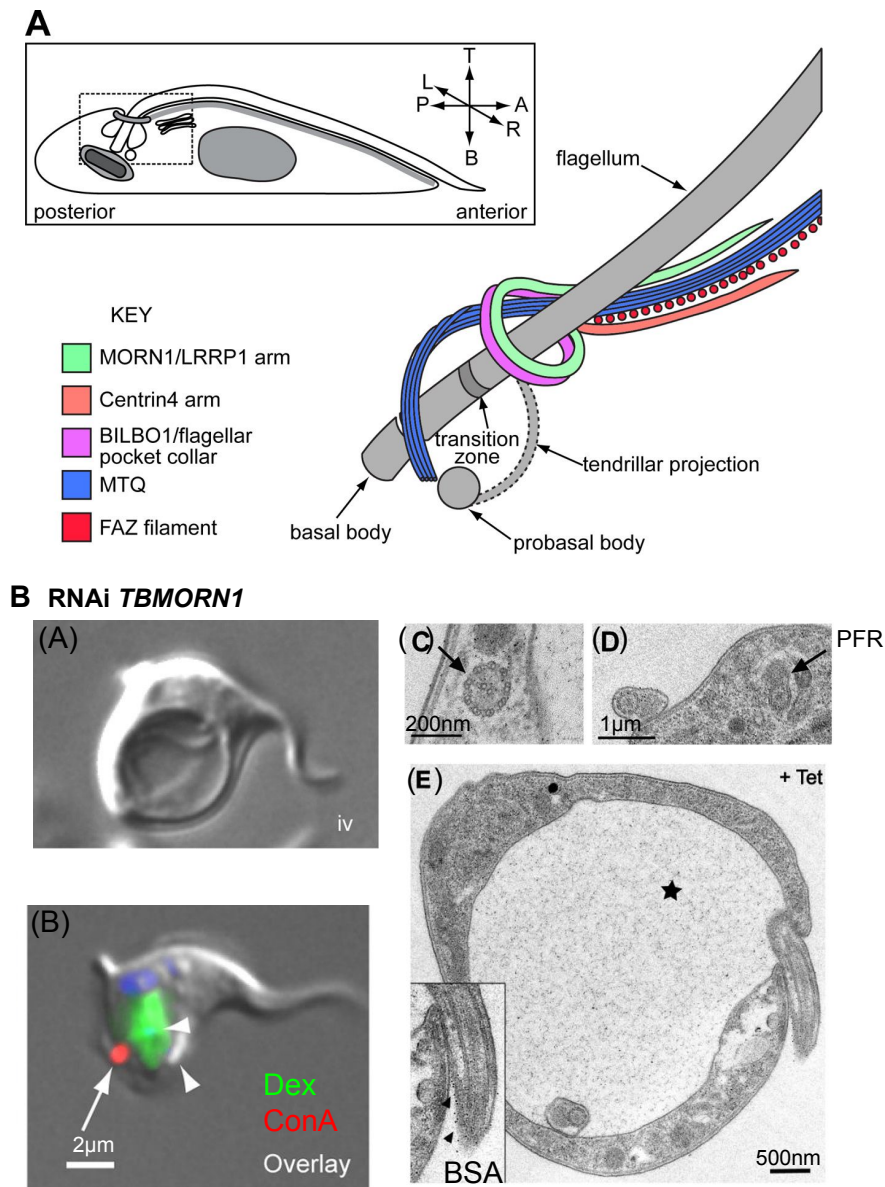 A
T
L
P
A
R
B
posterior
anterior
flagellum
KEY
MORN1/LRRP1 arm
Centrin4 arm
BILBO1/flagellar
pocket collar
MTQ
FAZ filament
transition
zone
tendrillar projection
basal body
probasal body
B RNAi TBMORN1
(A)
iv
(B)
Dex
ConA
2µm
Overlay
(C)
200nm
(D)
PFR
1µm
(E)
+ Tet
BSA
500nm